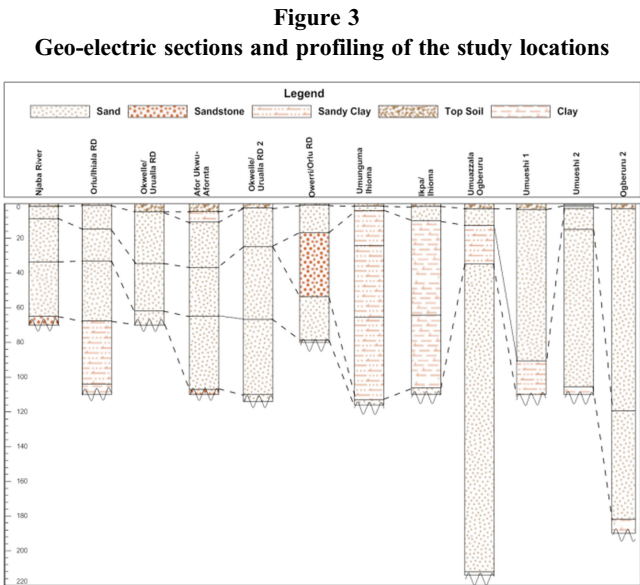 Figure 3
Geo-electric sections and profiling of the study locations
Legend
Sand
Sandstone
Sandy Clay
Top Soil
Clay
Njaba River
Orlu/Ihiala RD
Okwelle/
Urualla RD
Afor Ukwu-
Afornta
Okwelle/
Urualla RD 2
Owerri/Orlu RD
Umunguma
Ihioma
Ikpa/
Ihioma
Umuazzala
Ogberuru
Umueshi 1
Umueshi 2
Ogberuru 2
0
20
40
60
80
100
120
140
160
180
200
220